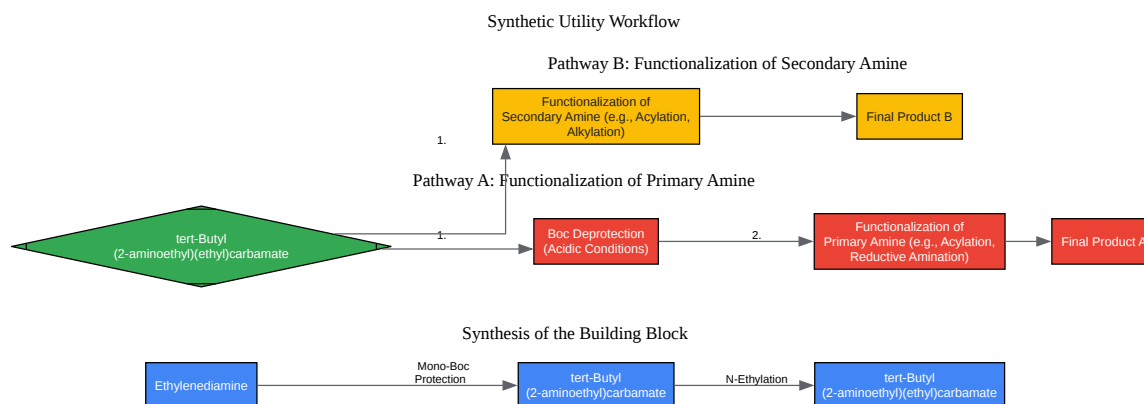 Synthetic Utility Workflow
Pathway B: Functionalization of Secondary Amine
Functionalization of
Secondary Amine (e.g., Acylation,
Alkylation)
Final Product B
1.
Pathway A: Functionalization of Primary Amine
tert-Butyl
(2-aminoethyl)(ethyl)carbamate
1.
Boc Deprotection
(Acidic Conditions)
2.
Functionalization of
Primary Amine (e.g., Acylation,
Reductive Amination)
Final Product A
Synthesis of the Building Block
Ethylenediamine
Mono-Boc
Protection
tert-Butyl
(2-aminoethyl)carbamate
N-Ethylation
tert-Butyl
(2-aminoethyl)(ethyl)carbamate